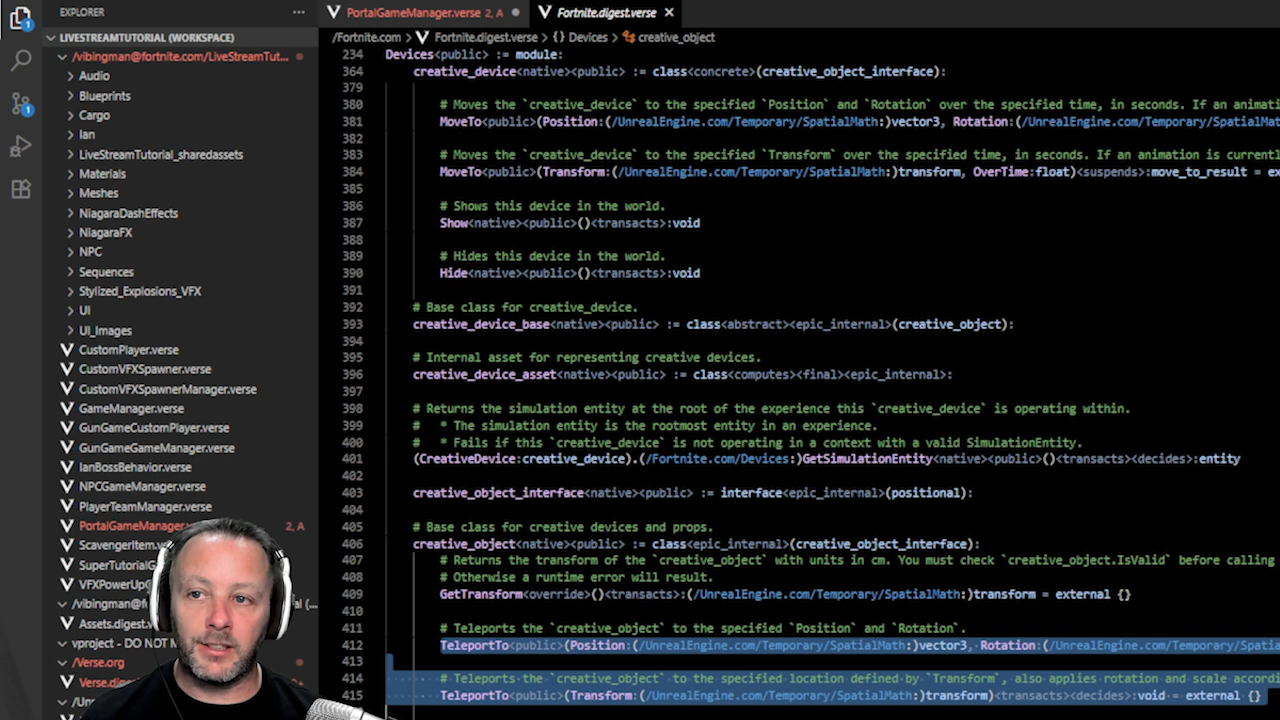 EXPLORER
LIVESTREAMTUTORIAL (WORKSPACE)
/vibingman@fortnite.com/LiveStreamTut...
Audio
Blueprints
Cargo
Ian
LiveStreamTutorial_sharedassets
Materials
Meshes
NiagaraDashEffects
NiagaraFX
NPC
Sequences
Stylized_Explosions_VFX
UI
UI_Images
CustomPlayer.verse
CustomVFXSpawner.verse
CustomVFXSpawnerManager.verse
GameManager.verse
GunGameCustomPlayer.verse
GunGameGameManager.verse
IanBossBehavior.verse
NPCGameManager.verse
PlayerTeamManager.verse
PortalGameManager.v 2, A
ScavengerItem.v
SuperTutorialG
VFXPowerUp
/vibingman@f (...
Assets.digest.v
vproject - DO NOT M
/Verse.org
Verse.dige
/Un
PortalGameManager.verse 2, A
Fortnite.digest.verse
/Fortnite.com > Fortnite.digest.verse > {} Devices > creative_object
234 Devices<public> := module:
364 creative_device<native><public> := class<concrete>(creative_object_interface):
379
380 # Moves the `creative_device` to the specified `Position` and `Rotation` over the specified time, in seconds. If an animat
381 MoveTo<public>(Position:(/UnrealEngine.com/Temporary/SpatialMath:)vector3, Rotation:(/UnrealEngine.com/Temporary/SpatialMa
382
383 # Moves the `creative_device` to the specified `Transform` over the specified time, in seconds. If an animation is current
384 MoveTo<public>(Transform:(/UnrealEngine.com/Temporary/SpatialMath:)transform, OverTime:float)<suspends>:move_to_result = ex
385
386 # Shows this device in the world.
387 Show<native><public>()<transacts>:void
388
389 # Hides this device in the world.
390 Hide<native><public>()<transacts>:void
391
392 # Base class for creative_device.
393 creative_device_base<native><public> := class<abstract><epic_internal>(creative_object):
394
395 # Internal asset for representing creative devices.
396 creative_device_asset<native><public> := class<computes><final><epic_internal>:
397
398 # Returns the simulation entity at the root of the experience this `creative_device` is operating within.
399 # * The simulation entity is the rootmost entity in an experience.
400 # * Fails if this `creative_device` is not operating in a context with a valid SimulationEntity.
401 (CreativeDevice:creative_device).(/Fortnite.com/Devices:)GetSimulationEntity<native><public>()<transacts><decides>:entity
402
403 creative_object_interface<native><public> := interface<epic_internal>(positional):
404
405 # Base class for creative devices and props.
406 creative_object<native><public> := class<epic_internal>(creative_object_interface):
407 # Returns the transform of the `creative_object` with units in cm. You must check `creative_object.IsValid` before calling
408 # Otherwise a runtime error will result.
409 GetTransform<override>()<transacts>:(/UnrealEngine.com/Temporary/SpatialMath:)transform = external {}
410
411 # Teleports the `creative_object` to the specified `Position` and `Rotation`.
412 TeleportTo<public>(Position:(/UnrealEngine.com/Temporary/SpatialMath:)vector3, Rotation:(/UnrealEngine.com/Temporary/Spatia
413
414 # Teleports the `creative_object` to the specified location defined by `Transform`, also applies rotation and scale accordi
415 TeleportTo<public>(Transform:(/UnrealEngine.com/Temporary/SpatialMath:)transform)<transacts><decides>:void = external {}